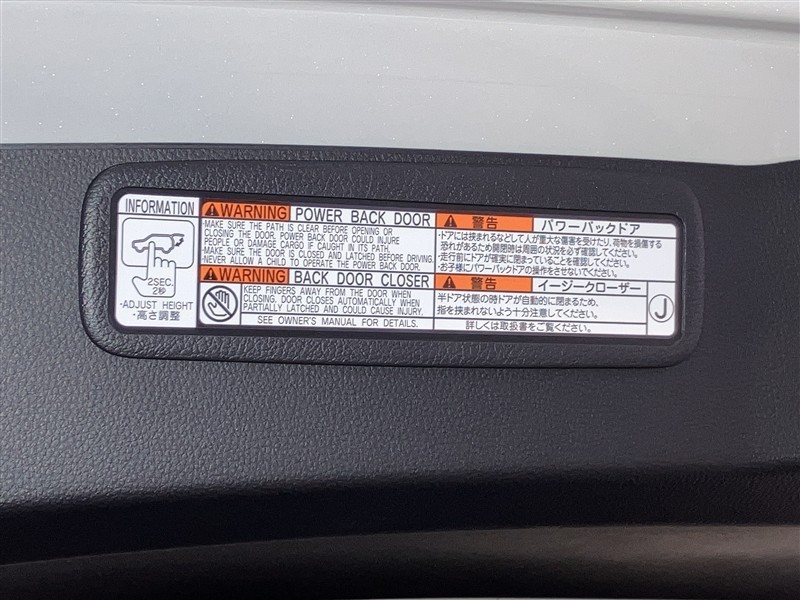 INFORMATION
2SEC.
2秒
・ADJUST HEIGHT
・高さ調整
WARNING POWER BACK DOOR
・MAKE SURE THE PATH IS CLEAR BEFORE OPENING OR
CLOSING THE DOOR. POWER BACK DOOR COULD INJURE
PEOPLE OR DAMAGE CARGO IF CAUGHT IN ITS PATH.
・MAKE SURE THE DOOR IS CLOSED AND LATCHED BEFORE DRIVING.
・NEVER ALLOW A CHILD TO OPERATE THE POWER BACK DOOR.
WARNING BACK DOOR CLOSER
KEEP FINGERS AWAY FROM THE DOOR WHEN
CLOSING. DOOR CLOSES AUTOMATICALLY WHEN
PARTIALLY LATCHED AND COULD CAUSE INJURY.
SEE OWNER'S MANUAL FOR DETAILS.
警告 パワーバックドア
・ドアには挟まれるなどして人が重大な傷害を受けたり、荷物を損傷する
恐れがあるため開閉時は周囲の状況を必ず確認してください。
・走行前にドアが確実に閉まっていることを確認してください。
・お子様にパワーバックドアの操作をさせないでください。
警告 イージークローザー
半ドア状態の時ドアが自動的に閉まるため、
指を挟まれないよう十分注意してください。
詳しくは取扱書をご覧ください。
J